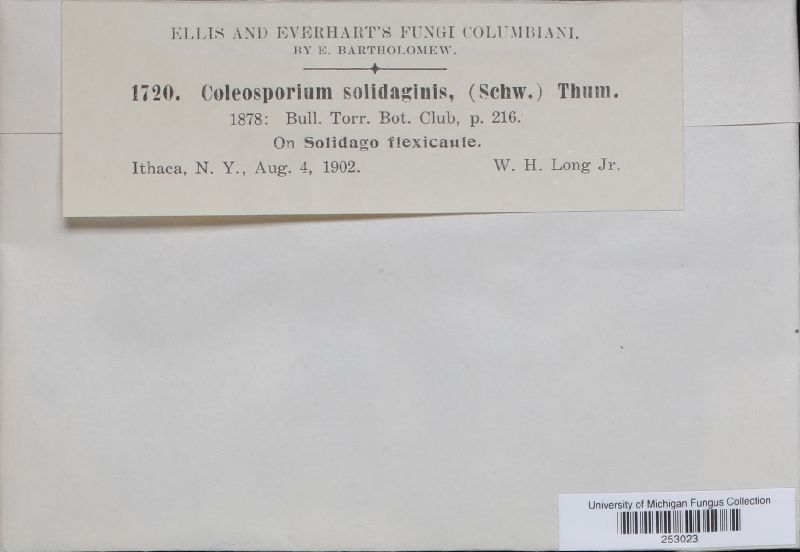 ELLIS AND EVERHART'S FUNGI COLUMBIANI.
BY E. BARTHOLOMEW.
1720. Coleosporium solidaginis, (Schw.) Thum.
1878: Bull. Torr. Bot. Club, p. 216.
On Solidago flexicaule.
Ithaca, N. Y., Aug. 4, 1902. W. H. Long Jr.
University of Michigan Fungus Collection
253023